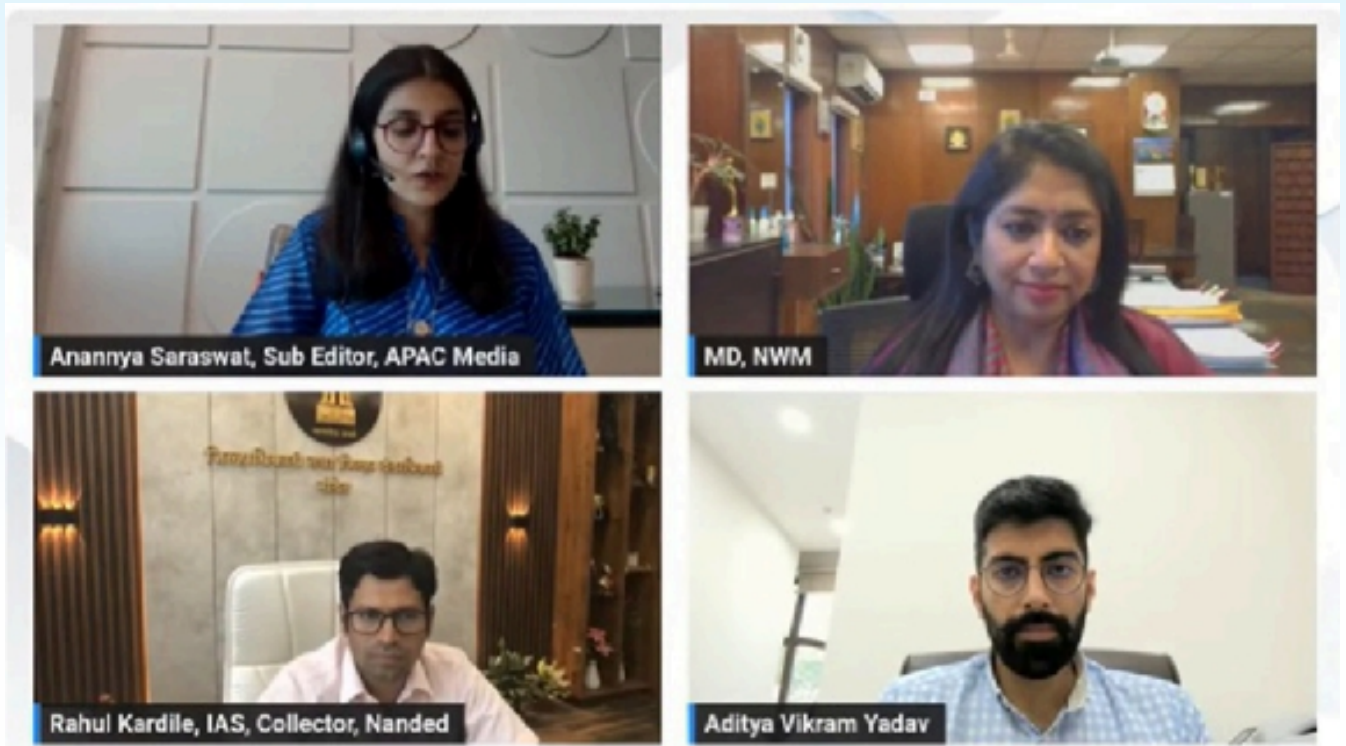 Anannya Saraswat, Sub Editor, APAC Media
MD, NWM
Rahul Kardile, IAS, Collector, Nanded
Aditya Vikram Yadav